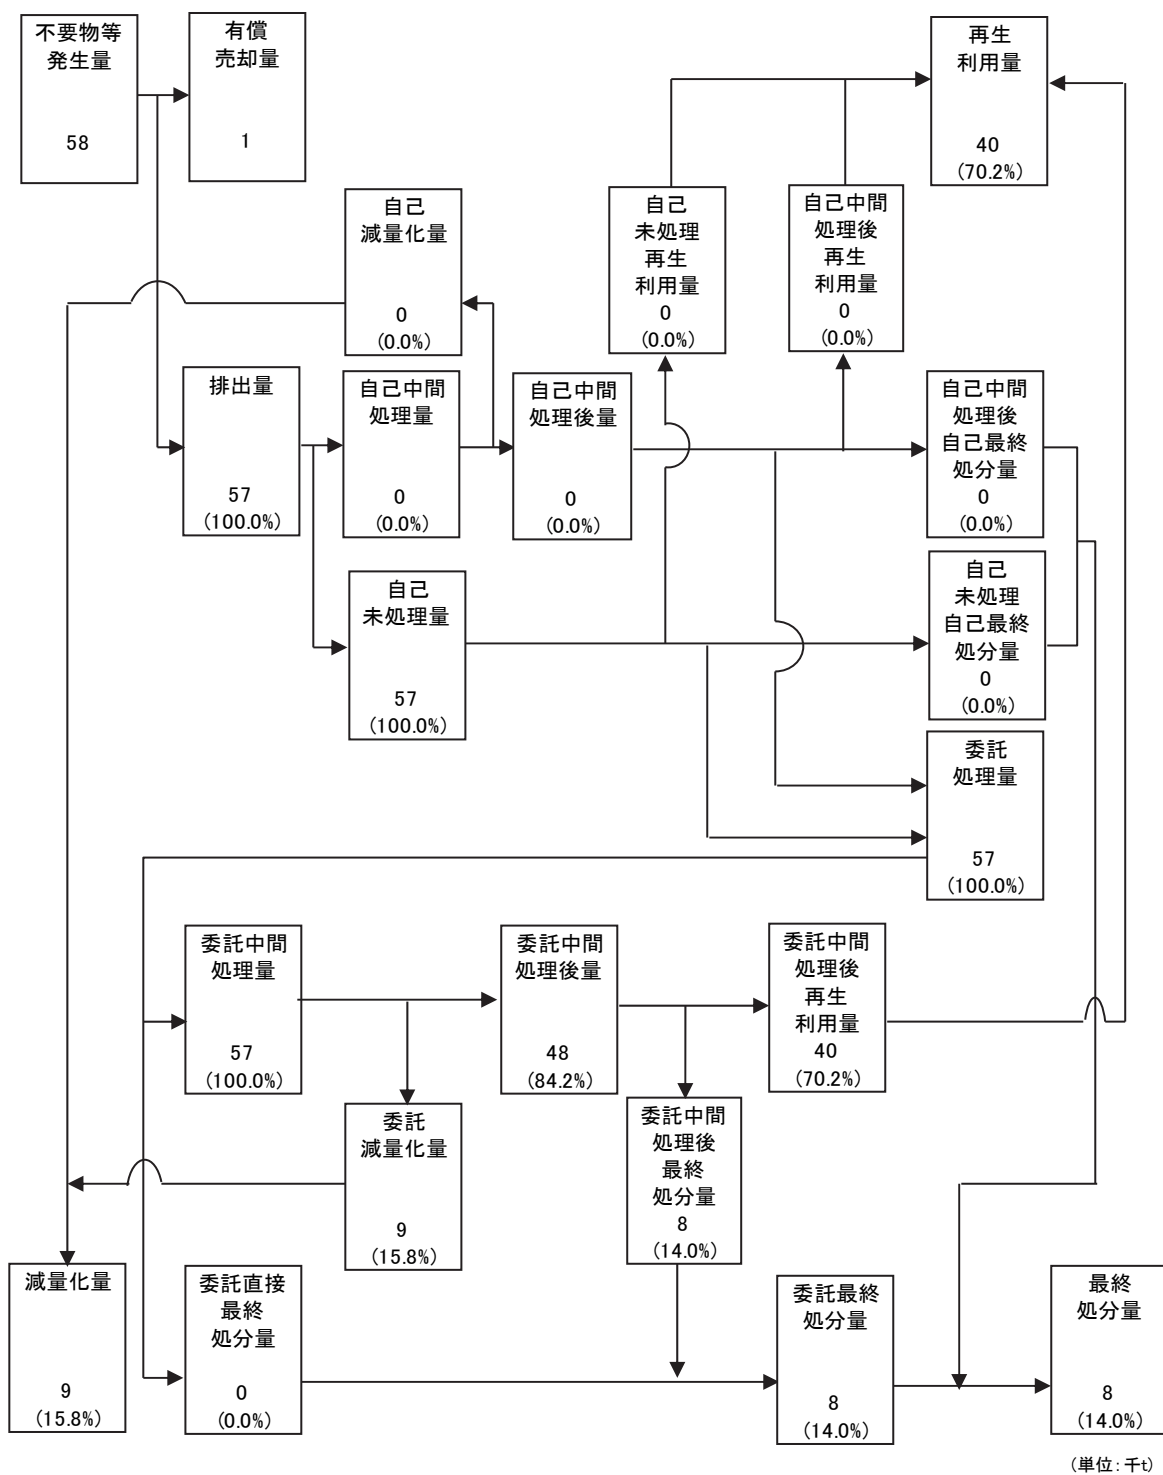 不要物等
発生量
58
有償
売却量
1
再生
利用量
40
(70.2%)
自己
減量化量
0
(0.0%)
自己
未処理
再生
利用量
0
(0.0%)
自己中間
処理後
再生
利用量
0
(0.0%)
排出量
57
(100.0%)
自己中間
処理量
0
(0.0%)
自己中間
処理後量
0
(0.0%)
自己中間
処理後
自己最終
処分量
0
(0.0%)
自己
未処理量
57
(100.0%)
自己
未処理
自己最終
処分量
0
(0.0%)
委託
処理量
57
(100.0%)
委託中間
処理量
57
(100.0%)
委託中間
処理後量
48
(84.2%)
委託中間
処理後
再生
利用量
40
(70.2%)
委託
減量化量
9
(15.8%)
委託中間
処理後
最終
処分量
8
(14.0%)
減量化量
9
(15.8%)
委託直接
最終
処分量
0
(0.0%)
委託最終
処分量
8
(14.0%)
最終
処分量
8
(14.0%)
(単位:千t)